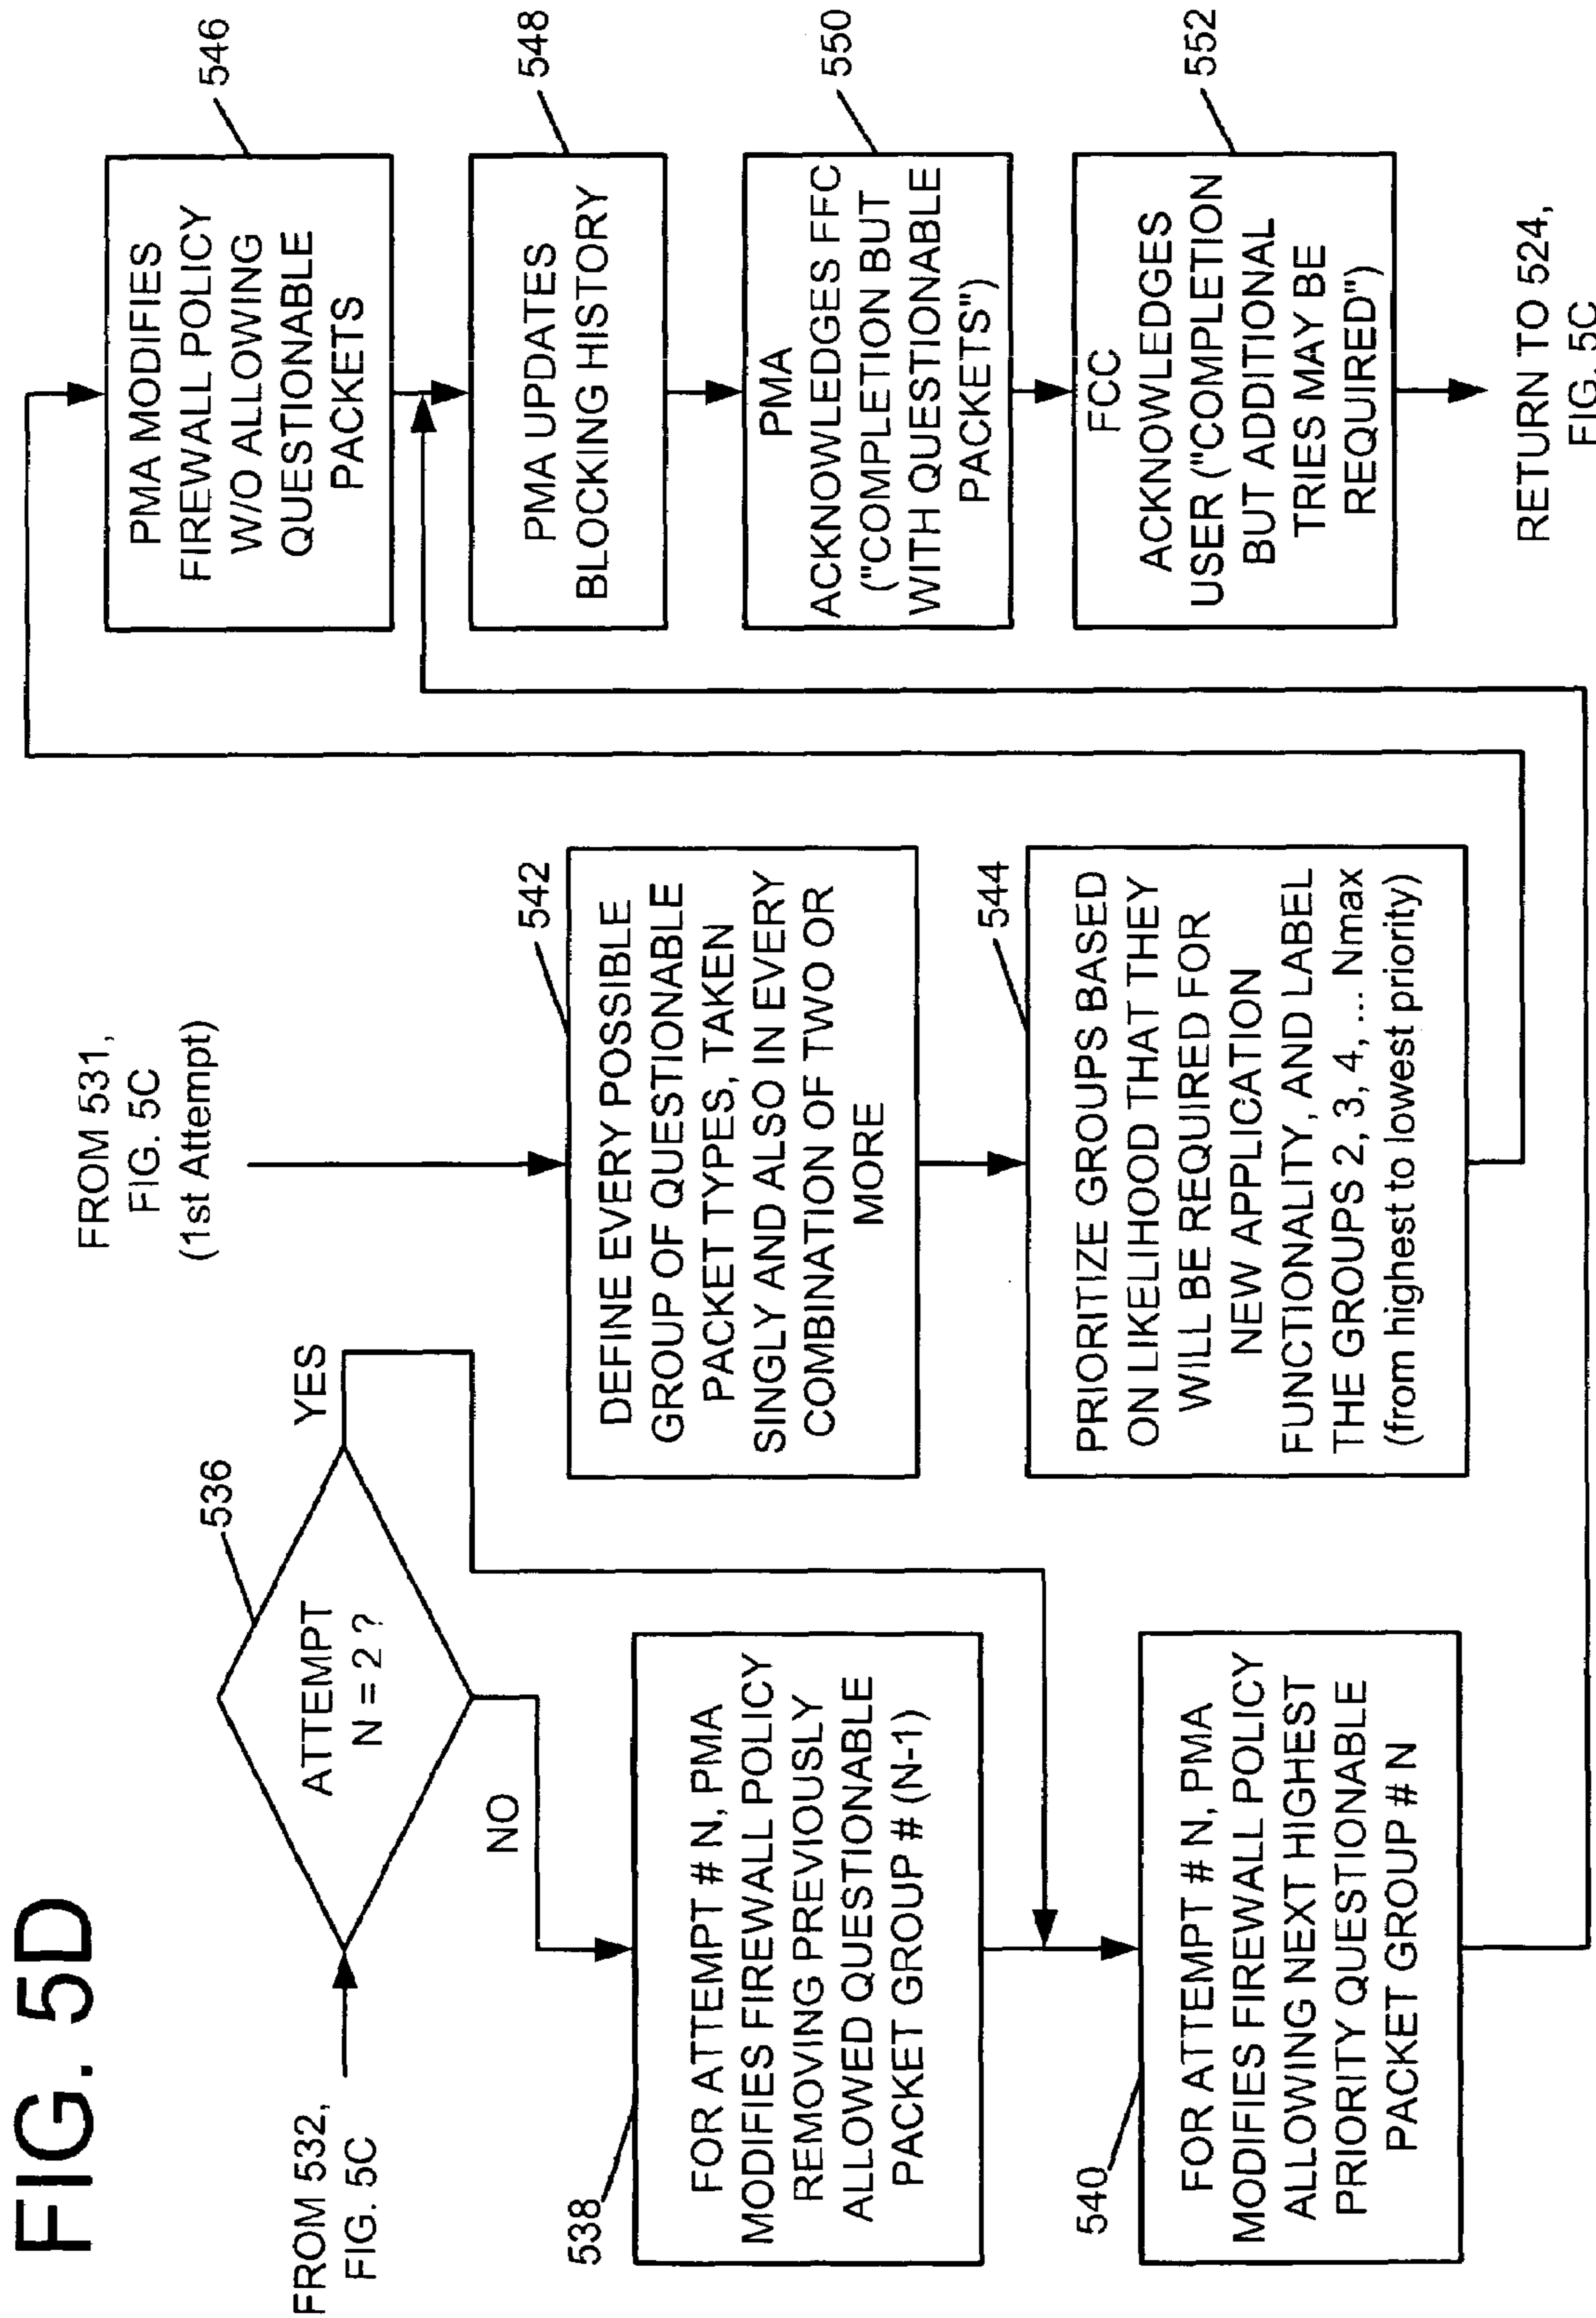 FIG. 5D
FROM 532,
FIG. 5C
536
ATTEMPT
N = 2 ?
YES
NO
538
FOR ATTEMPT # N, PMA
MODIFIES FIREWALL POLICY
REMOVING PREVIOUSLY
ALLOWED QUESTIONABLE
PACKET GROUP # (N-1)
540
FOR ATTEMPT # N, PMA
MODIFIES FIREWALL POLICY
ALLOWING NEXT HIGHEST
PRIORITY QUESTIONABLE
PACKET GROUP # N
FROM 531,
FIG. 5C
(1st Attempt)
542
DEFINE EVERY POSSIBLE
GROUP OF QUESTIONABLE
PACKET TYPES, TAKEN
SINGLY AND ALSO IN EVERY
COMBINATION OF TWO OR
MORE
544
PRIORITIZE GROUPS BASED
ON LIKELIHOOD THAT THEY
WILL BE REQUIRED FOR
NEW APPLICATION
FUNCTIONALITY, AND LABEL
THE GROUPS 2, 3, 4, ... Nmax
(from highest to lowest priority)
546
PMA MODIFIES
FIREWALL POLICY
W/O ALLOWING
QUESTIONABLE
PACKETS
548
PMA UPDATES
BLOCKING HISTORY
550
PMA
ACKNOWLEDGES FFC
("COMPLETION BUT
WITH QUESTIONABLE
PACKETS")
552
FCC
ACKNOWLEDGES
USER ("COMPLETION
BUT ADDITIONAL
TRIES MAY BE
REQUIRED")
RETURN TO 524,
FIG. 5C